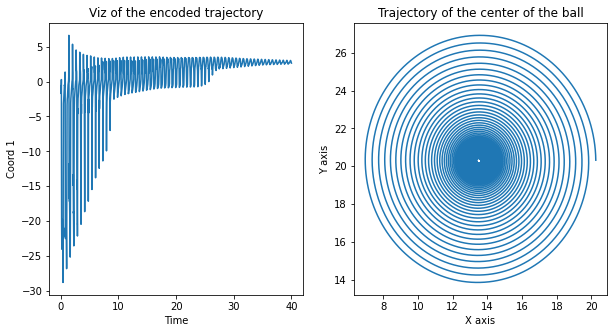 Viz of the encoded trajectory
Coord 1
5
0
−5
−10
−15
−20
−25
−30
0 10 20 30 40
Time
Trajectory of the center of the ball
Y axis
26
24
22
20
18
16
14
8 10 12 14 16 18 20
X axis